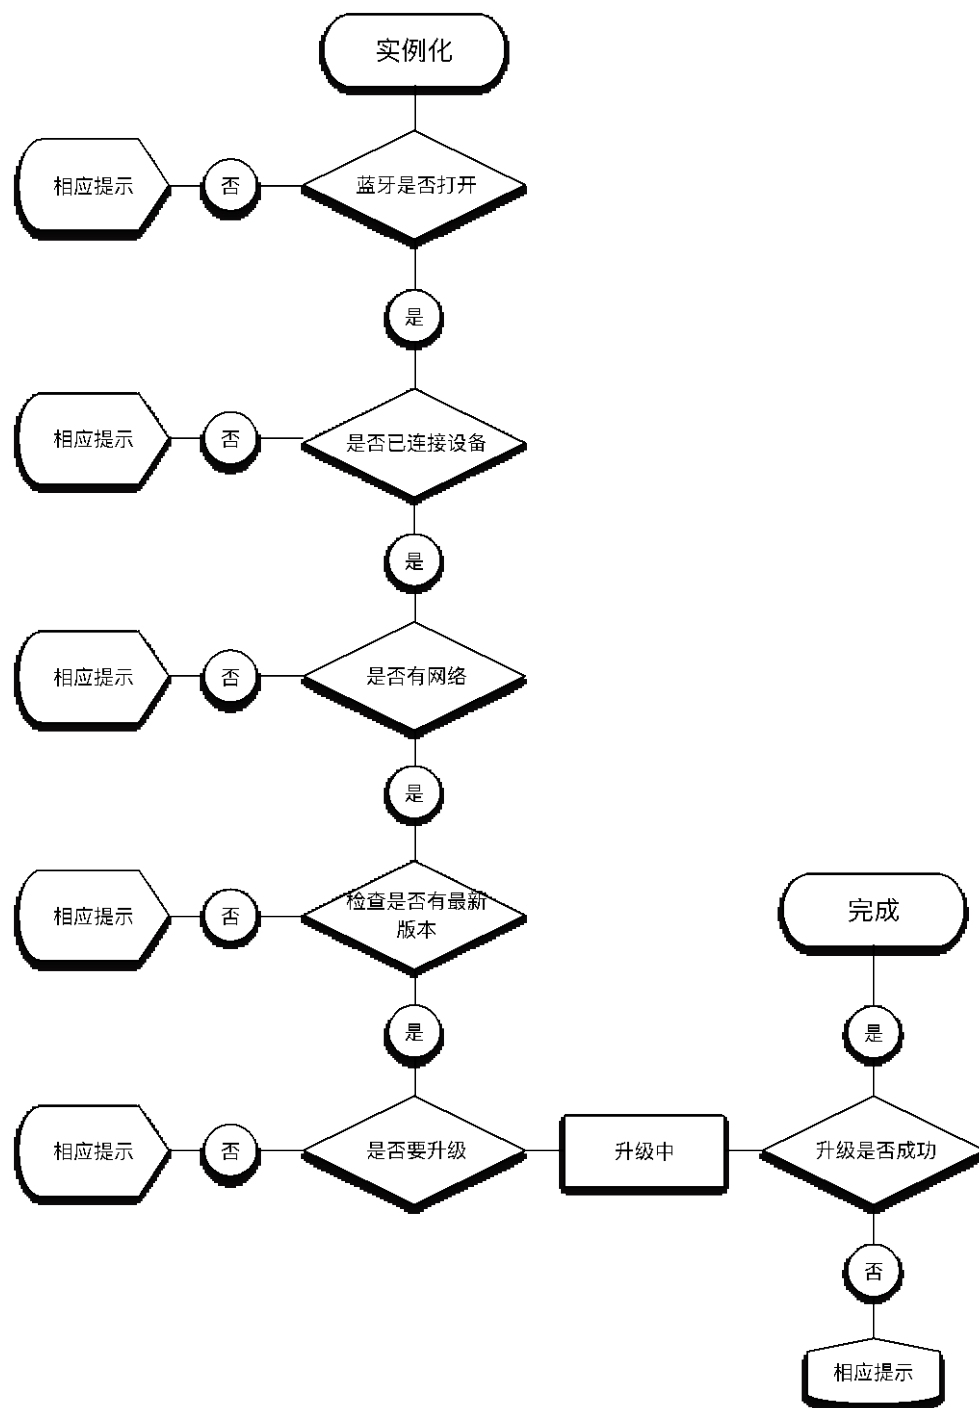 实例化
相应提示
否
蓝牙是否打开
是
相应提示
否
是否已连接设备
是
相应提示
否
是否有网络
是
相应提示
否
检查是否有最新
版本
完成
是
是
相应提示
否
是否要升级
升级中
升级是否成功
否
相应提示